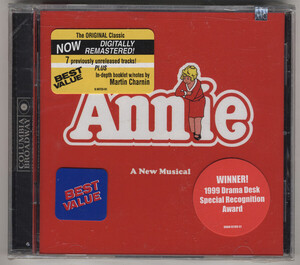 The ORIGINAL Classic
NOW DIGITALLY
REMASTERED!
7 previously unreleased tracks!
BEST
VALUE
PLUS
In-depth booklet w/notes by
Martin Charnin
Annie
A New Musical
COLUMBIA
BROADWAY
BEST
VALUE
WINNER!
1999 Drama Desk
Special Recognition
Award